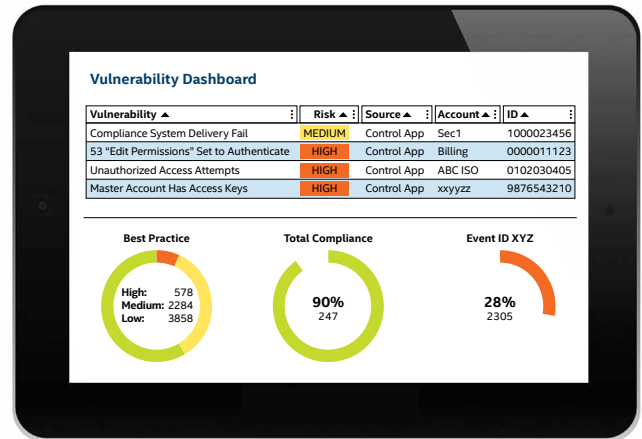 Vulnerability Dashboard
Vulnerability Risk Source Account ID
Compliance System Delivery Fail MEDIUM Control App Sec1 1000023456
53 “Edit Permissions” Set to Authenticate HIGH Control App Billing 0000011123
Unauthorized Access Attempts HIGH Control App ABC ISO 0102030405
Master Account Has Access Keys HIGH Control App xxyyzz 9876543210
Best Practice Total Compliance Event ID XYZ
High: 578
Medium: 2284
Low: 3858
90%
247
28%
2305